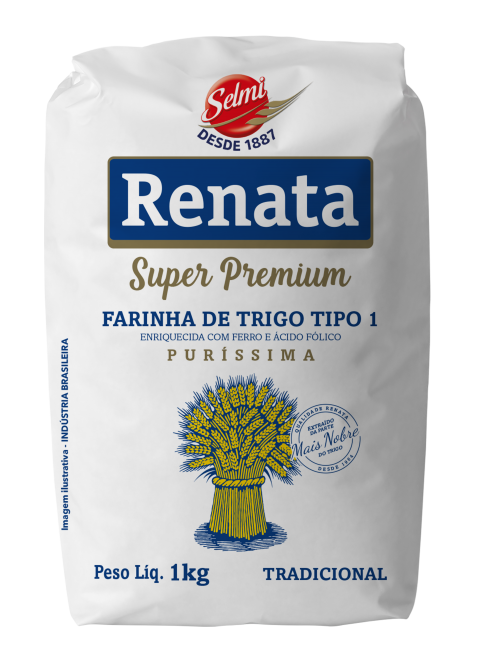 Selmi
DESDE 1887
Renata
Super Premium
FARINHA DE TRIGO TIPO 1
ENRIQUECIDA COM FERRO E ÁCIDO FÓLICO
PURÍSSIMA
QUALIDADE RENATA
EXTRAÍDO
DA PARTE
Mais Nobre
DO TRIGO
DESDE 1886
Imagem ilustrativa - INDÚSTRIA BRASILEIRA
Peso Líq. 1kg
TRADICIONAL